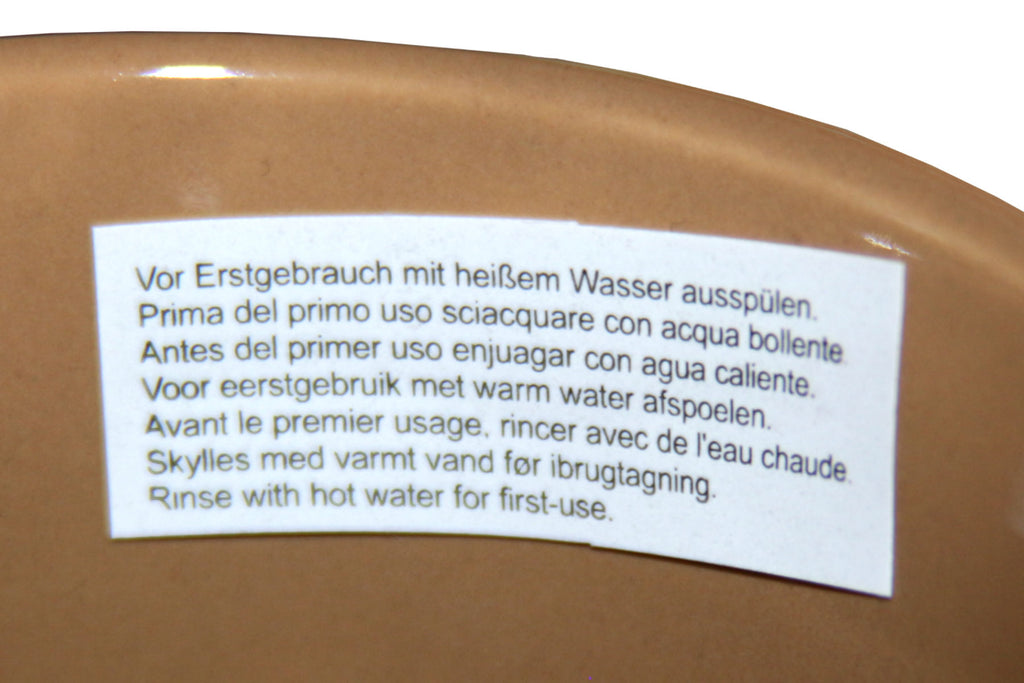 Vor Erstgebrauch mit heißem Wasser ausspülen.
Prima del primo uso sciacquare con acqua bollente.
Antes del primer uso enjuagar con agua caliente.
Voor eerstgebruik met warm water afspoelen.
Avant le premier usage, rincer avec de l'eau chaude.
Skylles med varmt vand før ibrugtagning.
Rinse with hot water for first-use.